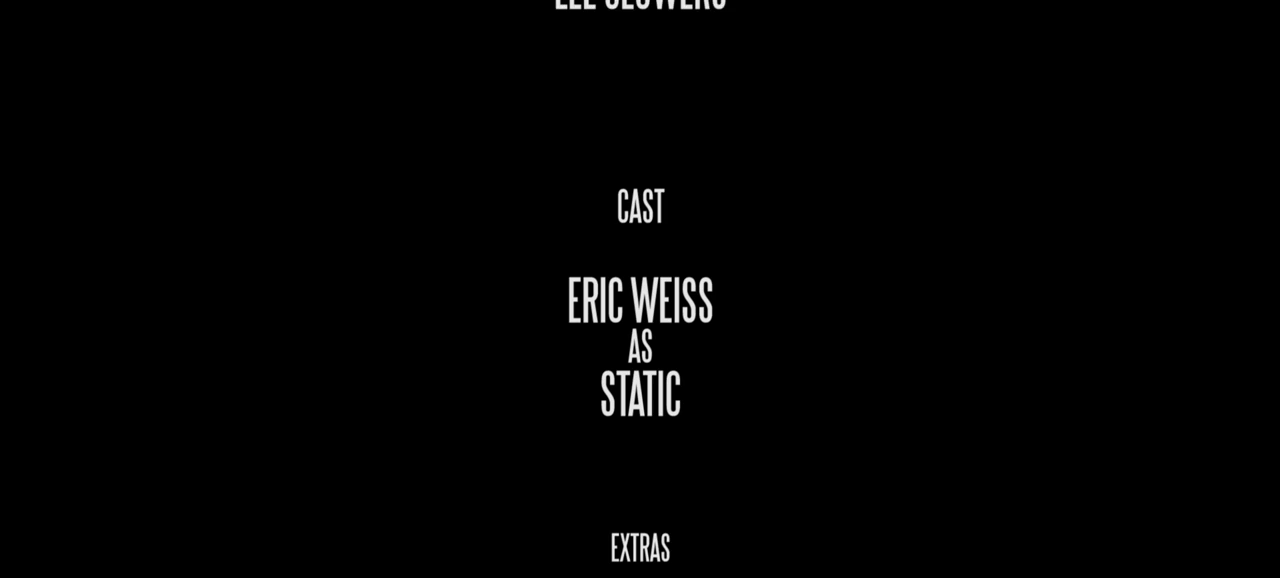 CAST
ERIC WEISS
AS
STATIC
EXTRAS